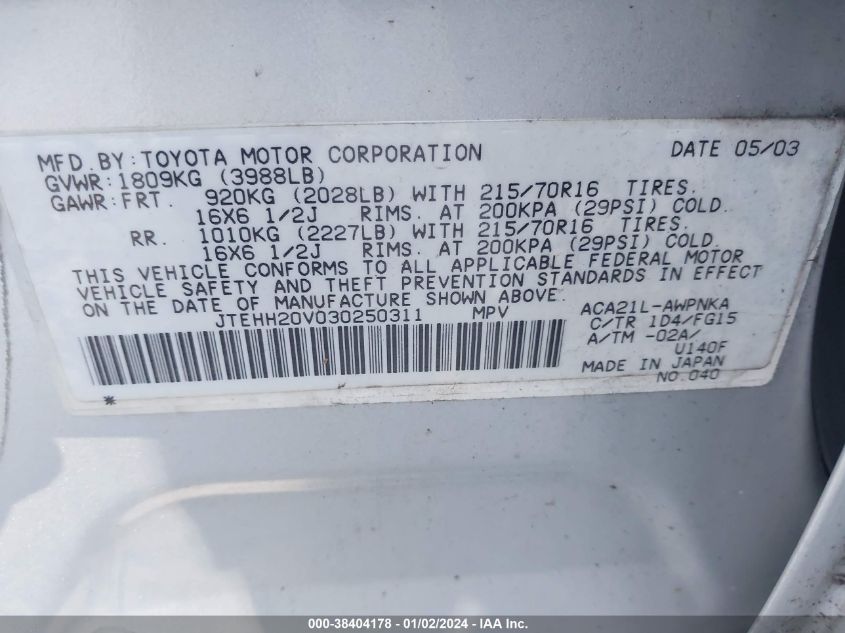 MFD. BY: TOYOTA MOTOR CORPORATION DATE 05/03
GVWR: 1809KG (3988LB)
GAWR: FRT. 920KG (2028LB) WITH 215/70R16 TIRES.
16X6 1/2J RIMS. AT 200KPA (29PSI) COLD.
RR. 1010KG (2227LB) WITH 215/70R16 TIRES.
16X6 1/2J RIMS. AT 200KPA (29PSI) COLD.
THIS VEHICLE CONFORMS TO ALL APPLICABLE FEDERAL MOTOR
VEHICLE SAFETY AND THEFT PREVENTION STANDARDS IN EFFECT
ON THE DATE OF MANUFACTURE SHOWN ABOVE.
JTEHH20V030250311 MPV ACA21L-AWPNKA
C/TR 1D4/FG15
A/TM -02A/
U140F
MADE IN JAPAN
NO.040
*
000-38404178 - 01/02/2024 - IAA Inc.